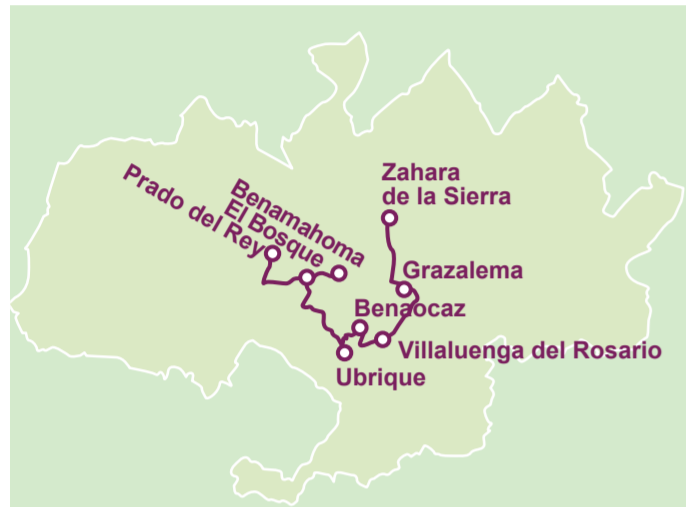 Zahara
de la Sierra
Benamahoma
El Bosque
Prado del Rey
Grazalema
Benaocaz
Villaluenga del Rosario
Ubrique